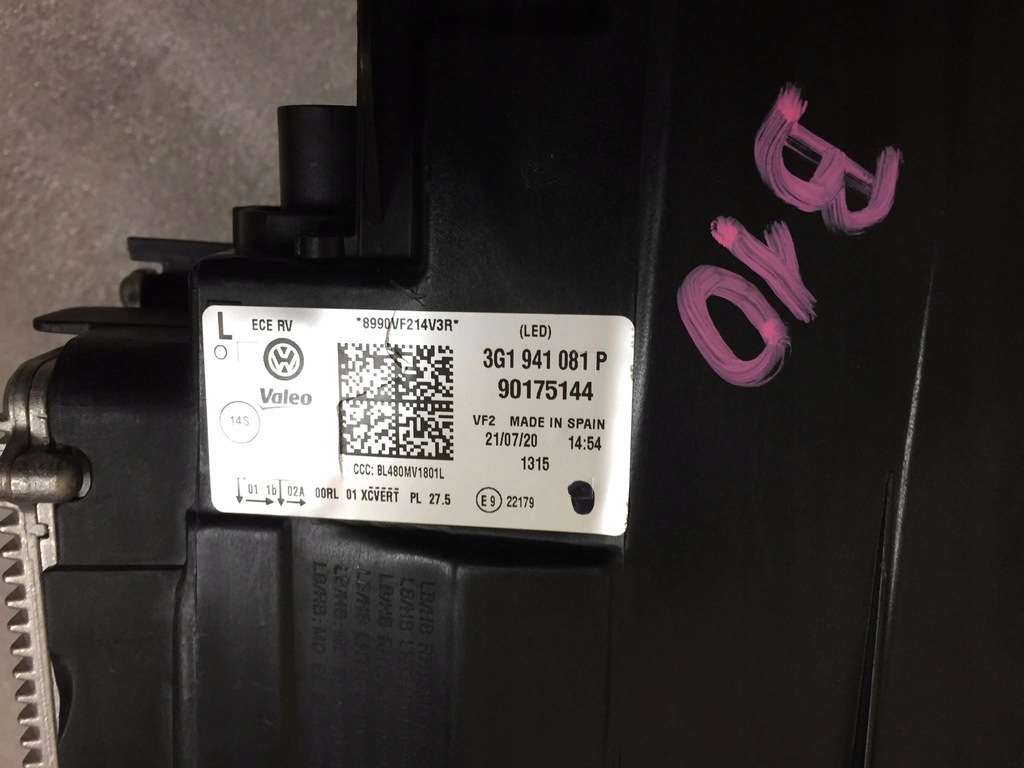 L
ECE RV
*8990VF214V3R*
(LED)
3G1 941 081 P
90175144
Valeo
14S
VF2 MADE IN SPAIN
21/07/20 14:54
1315
CCC: BL480MV1801L
01 1b 02A 00RL 01 XCVERT PL 27.5
E9 22179
B10